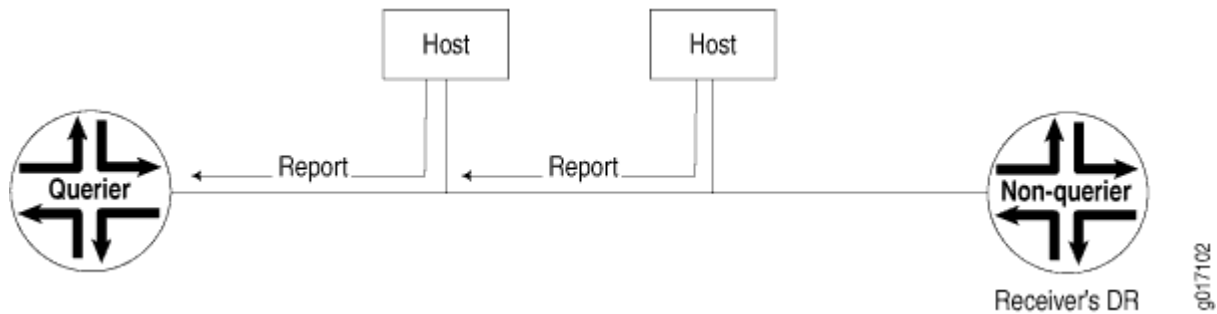 Host
Host
Report
Report
Querier
Non-querier
Receiver's DR
g017102